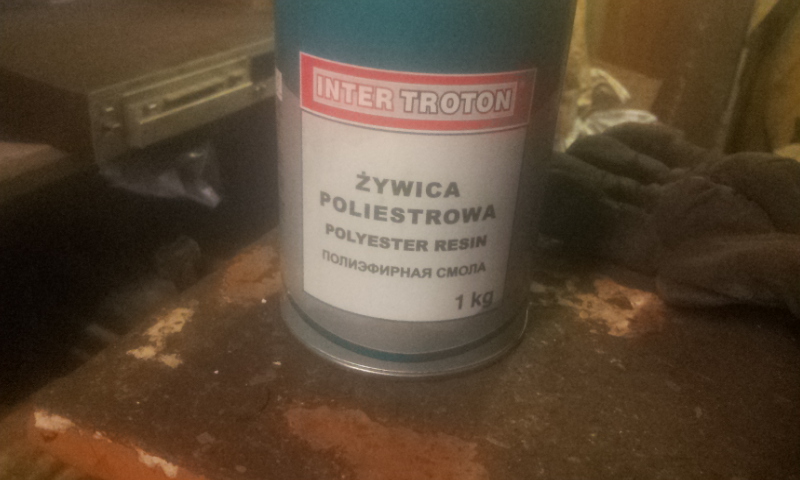 INTER TROTON
ŻYWICA
POLIESTROWA
POLYESTER RESIN
ПОЛИЭФИРНАЯ СМОЛА
1 kg